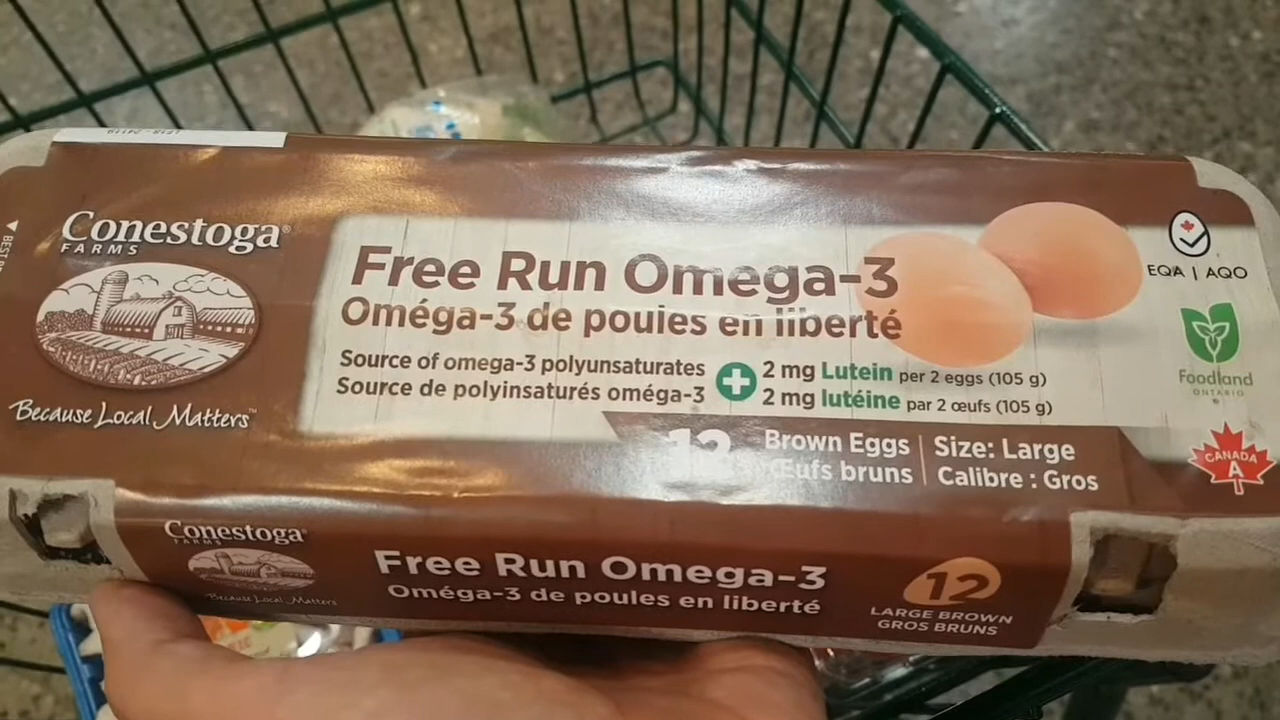 Conestoga®
FARMS
Because Local Matters™
Free Run Omega-3
Oméga-3 de poules en liberté
Source of omega-3 polyunsaturates
Source de polyinsaturés oméga-3
2 mg Lutein per 2 eggs (105 g)
2 mg lutéine par 2 œufs (105 g)
12
Brown Eggs | Size: Large
Œufs bruns | Calibre : Gros
EQA | AQO
Foodland
ONTARIO
CANADA
A
BEST
Conestoga®
FARMS
Because Local Matters
Free Run Omega-3
Oméga-3 de poules en liberté
12
LARGE BROWN
GROS BRUNS